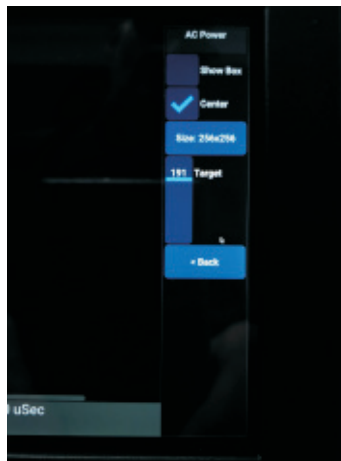 AC Power
Show Box
Center
Size: 256x256
191 Target
< Back
uSec